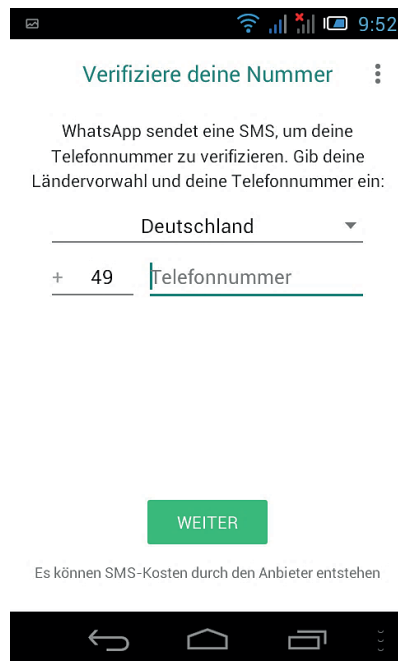 9:52
Verifiziere deine Nummer
WhatsApp sendet eine SMS, um deine
Telefonnummer zu verifizieren. Gib deine
Ländervorwahl und deine Telefonnummer ein:
Deutschland
+ 49 Telefonnummer
WEITER
Es können SMS-Kosten durch den Anbieter entstehen